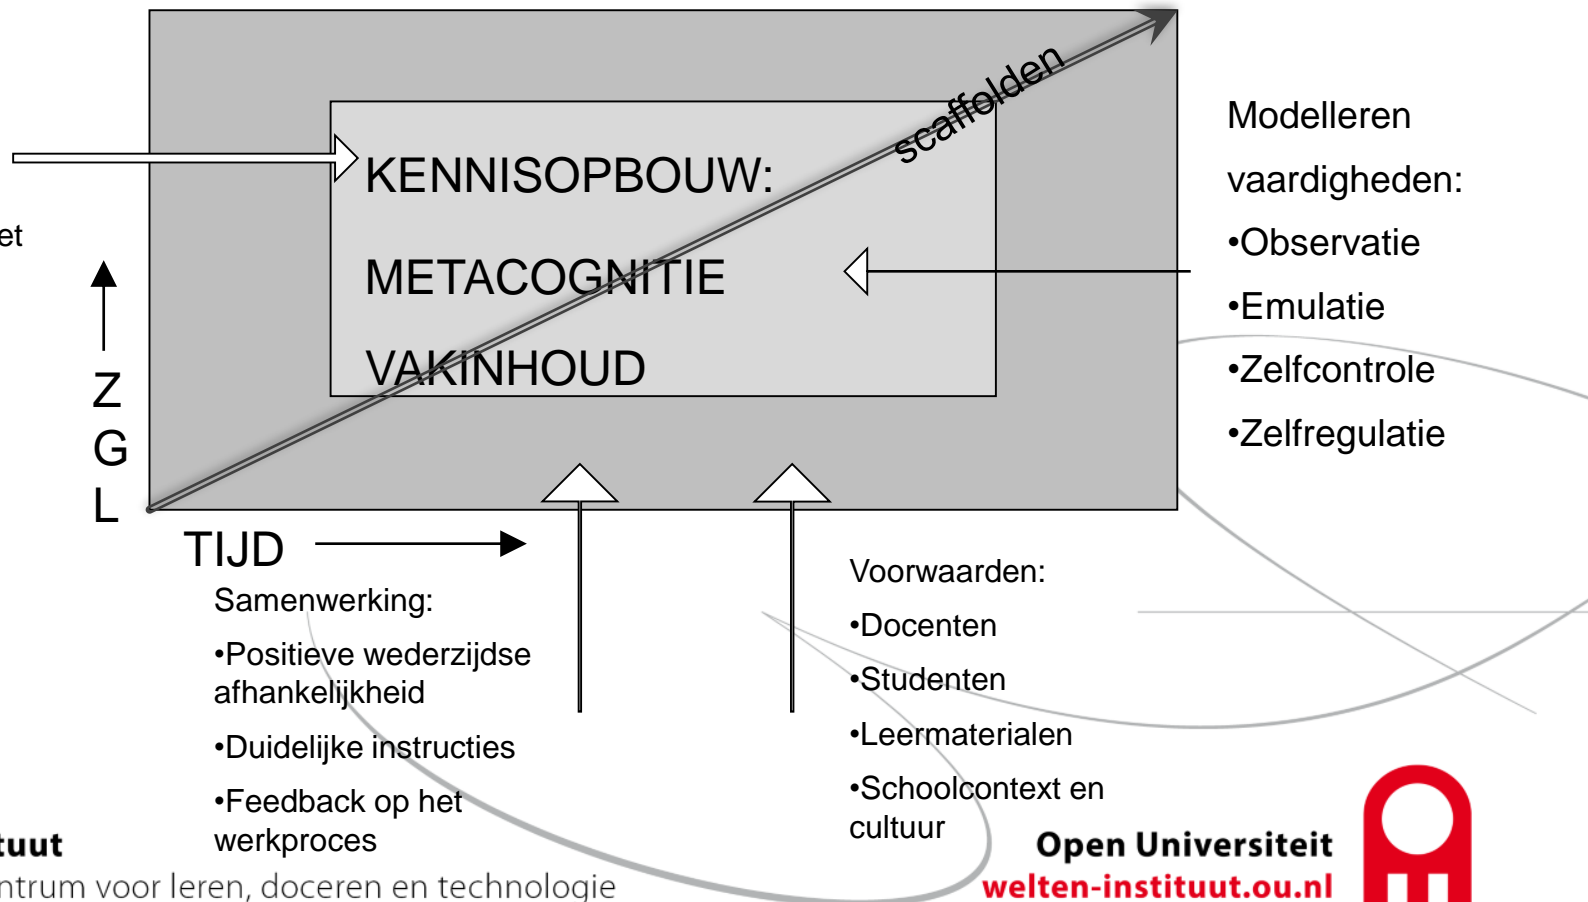 scaffolden
KENNISOPBOUW:
METACOGNITIE
VAKINHOUD
et
Z
G
L
TIJD
Modelleren
vaardigheden:
•Observatie
•Emulatie
•Zelfcontrole
•Zelfregulatie
Samenwerking:
•Positieve wederzijdse
afhankelijkheid
•Duidelijke instructies
•Feedback op het
werkproces
Voorwaarden:
•Docenten
•Studenten
•Leermaterialen
•Schoolcontext en
cultuur
tuut
ntrum voor leren, doceren en technologie
Open Universiteit
welten-instituut.ou.nl